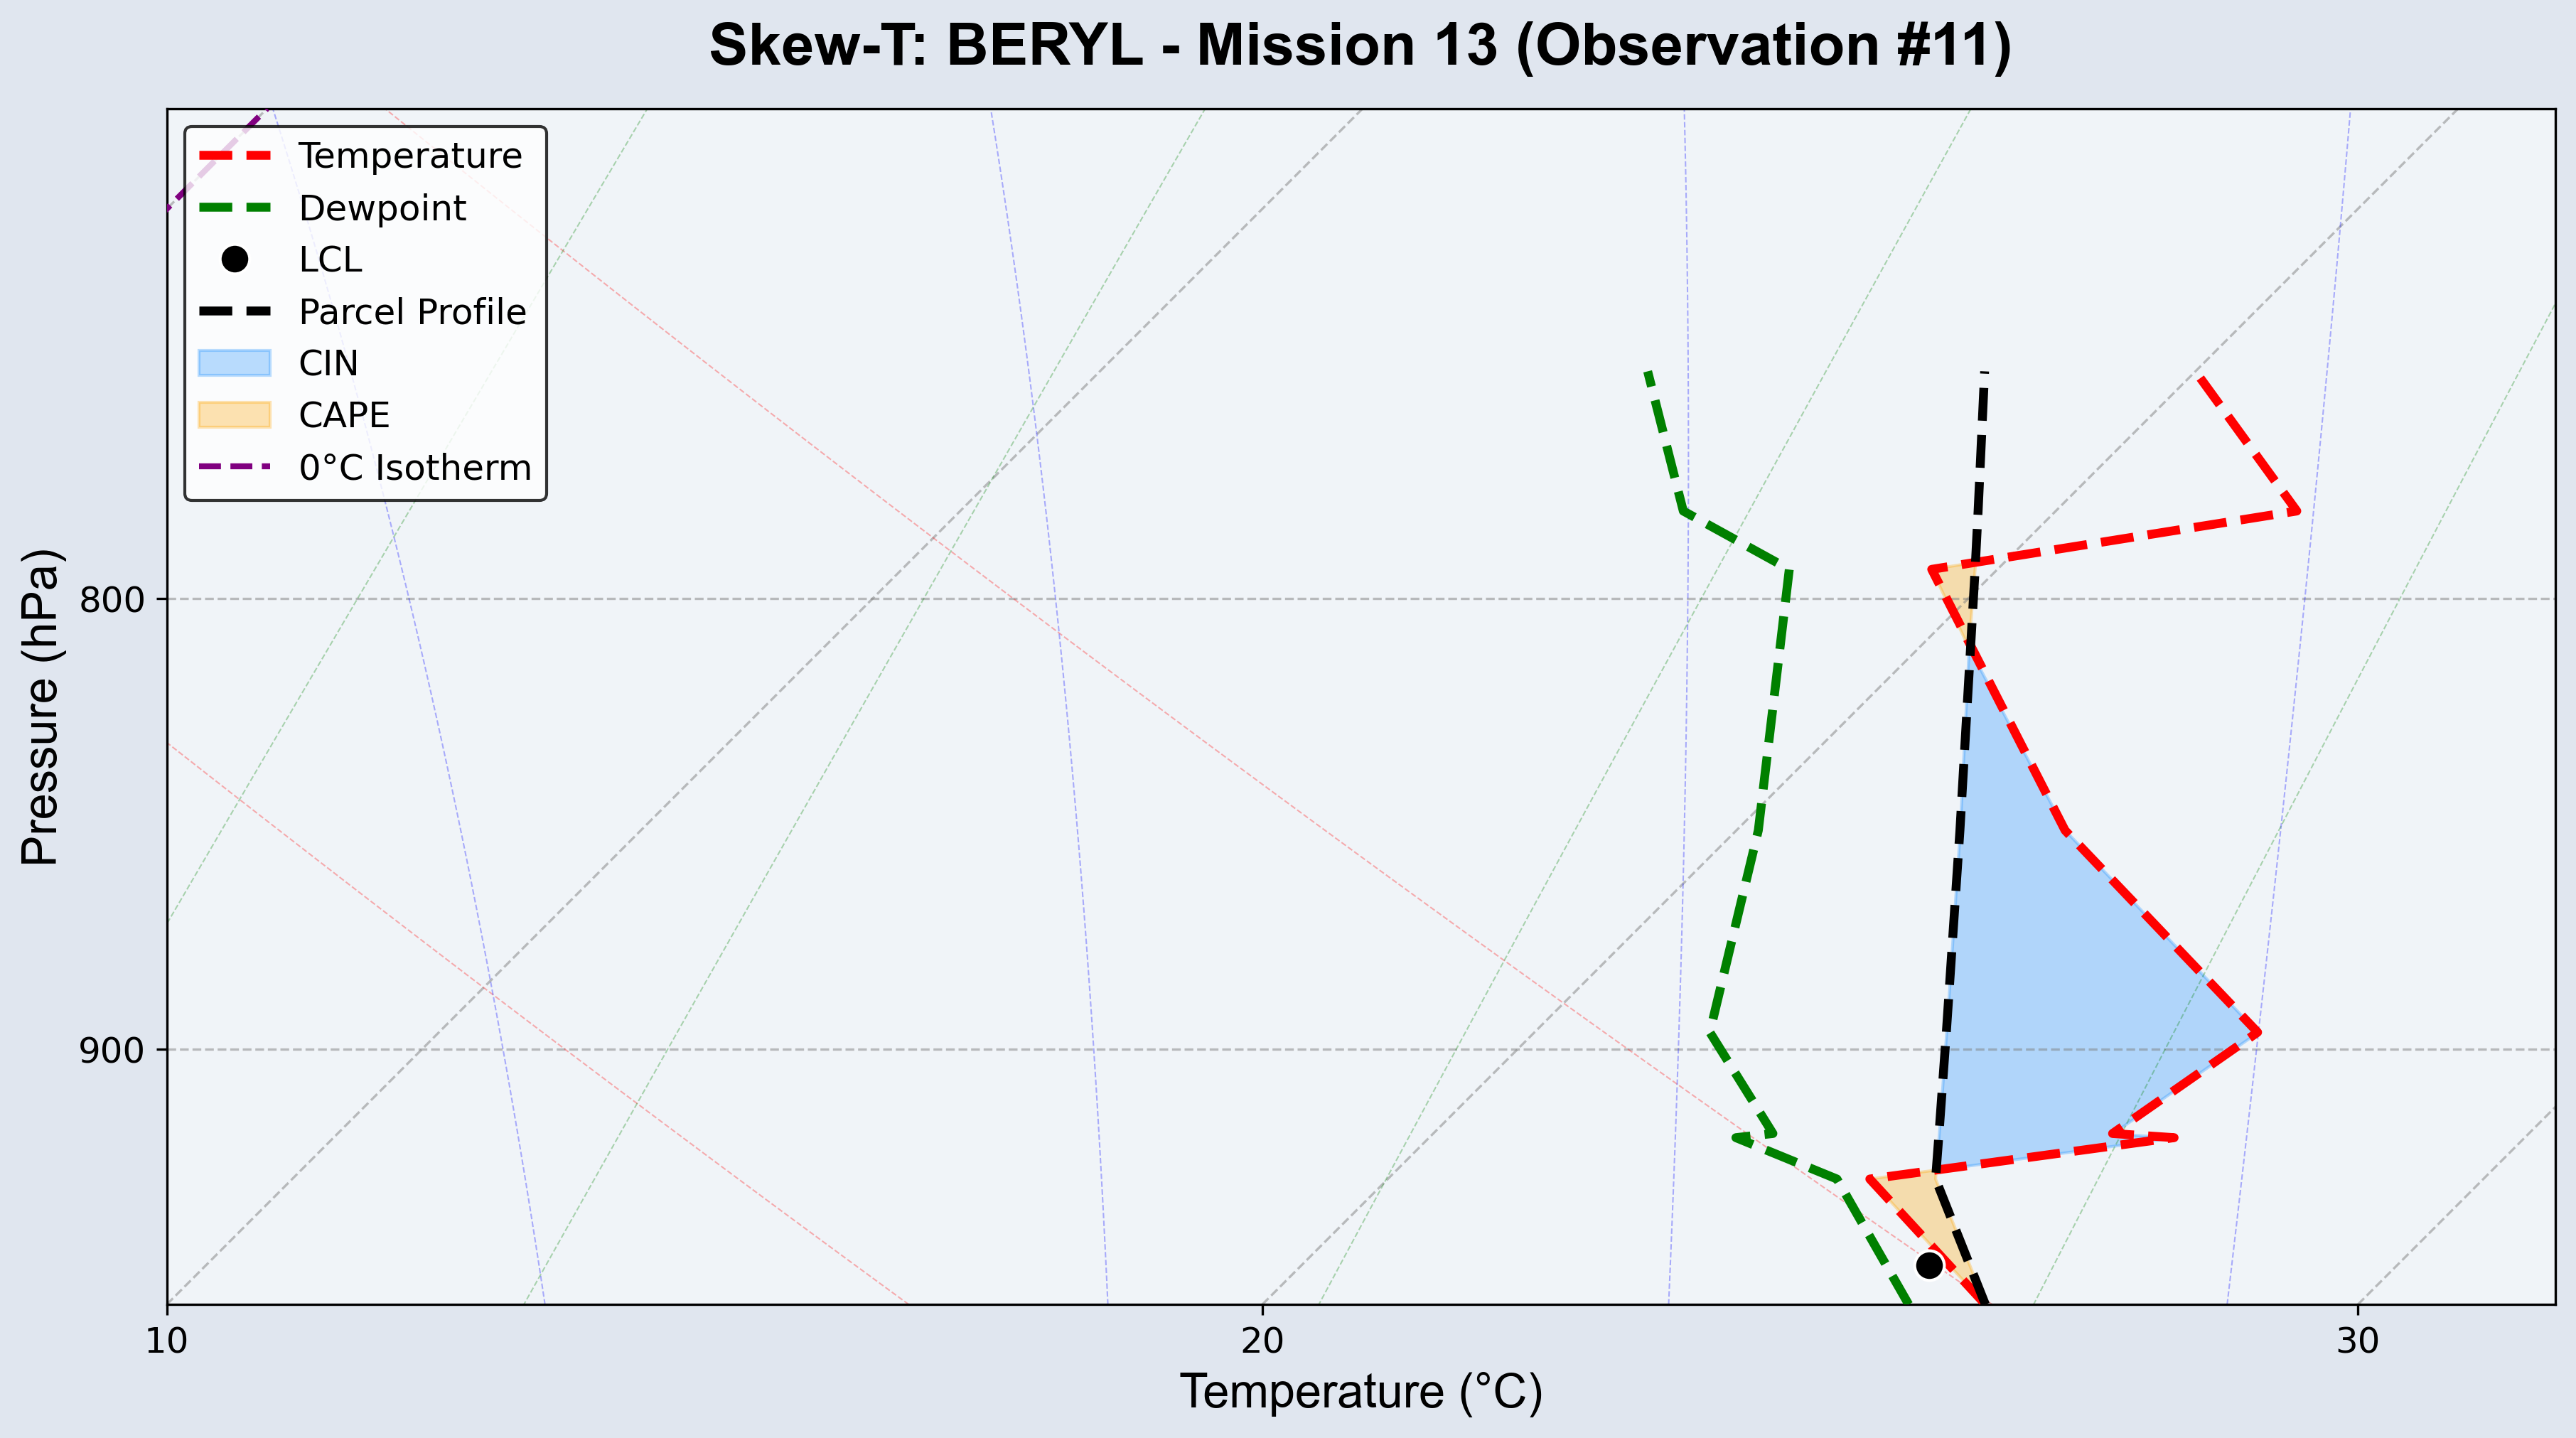 Skew-T: BERYL - Mission 13 (Observation #11)
Temperature
Dewpoint
LCL
Parcel Profile
CIN
CAPE
0°C Isotherm
Pressure (hPa)
800
900
10
20
30
Temperature (°C)